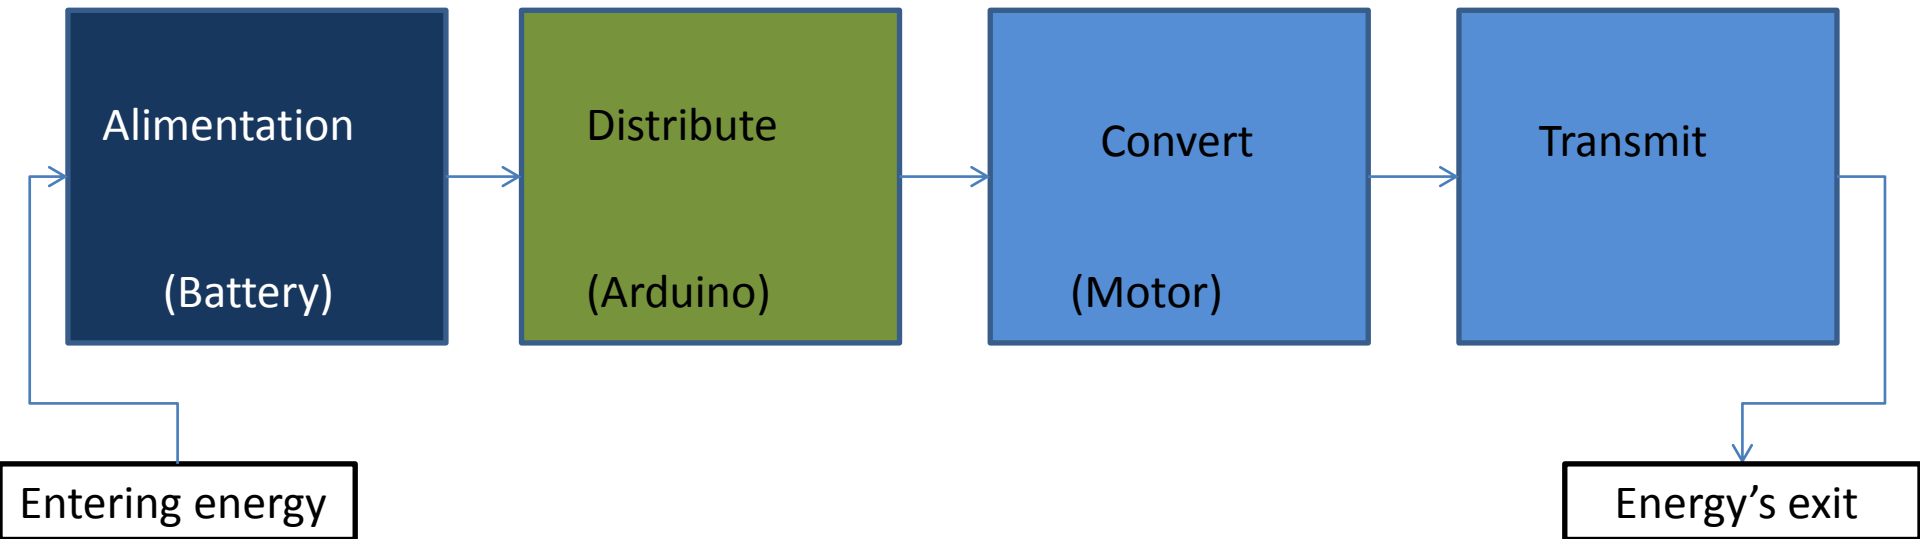 Alimentation
(Battery)
Distribute
(Arduino)
Convert
(Motor)
Transmit
Entering energy
Energy’s exit